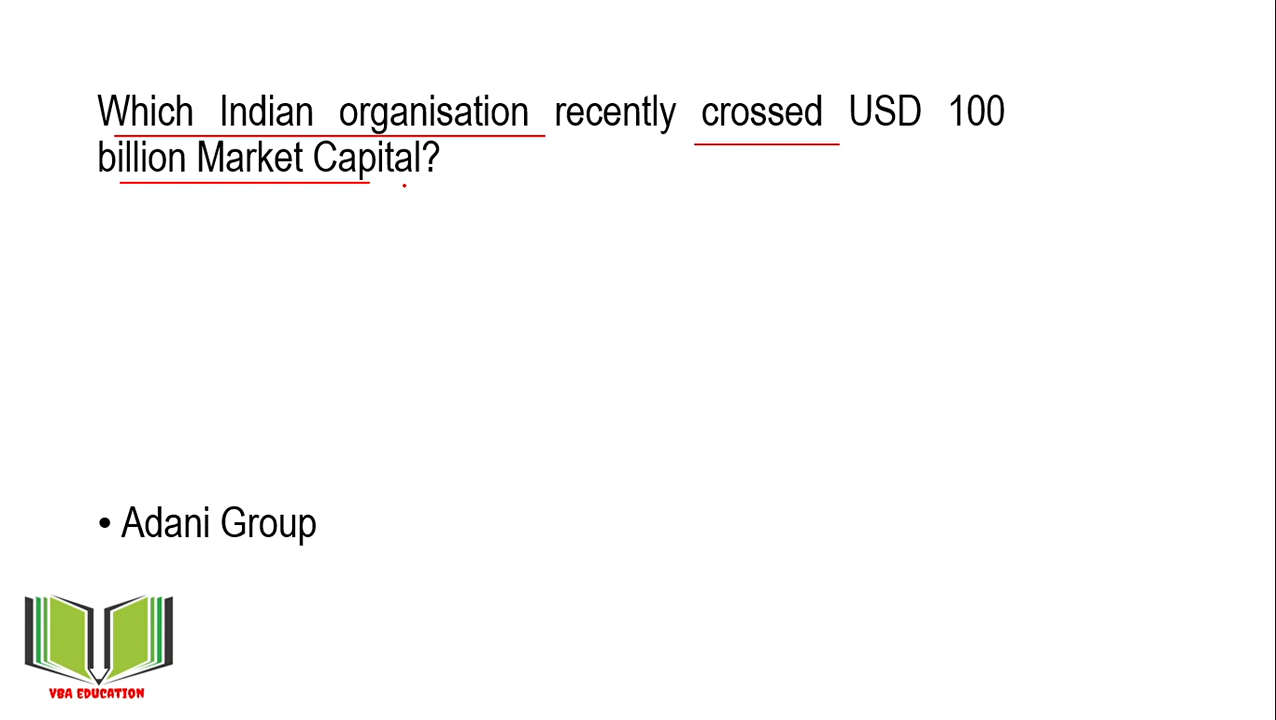 Which Indian organisation recently crossed USD 100
billion Market Capital?
• Adani Group
VBA EDUCATION